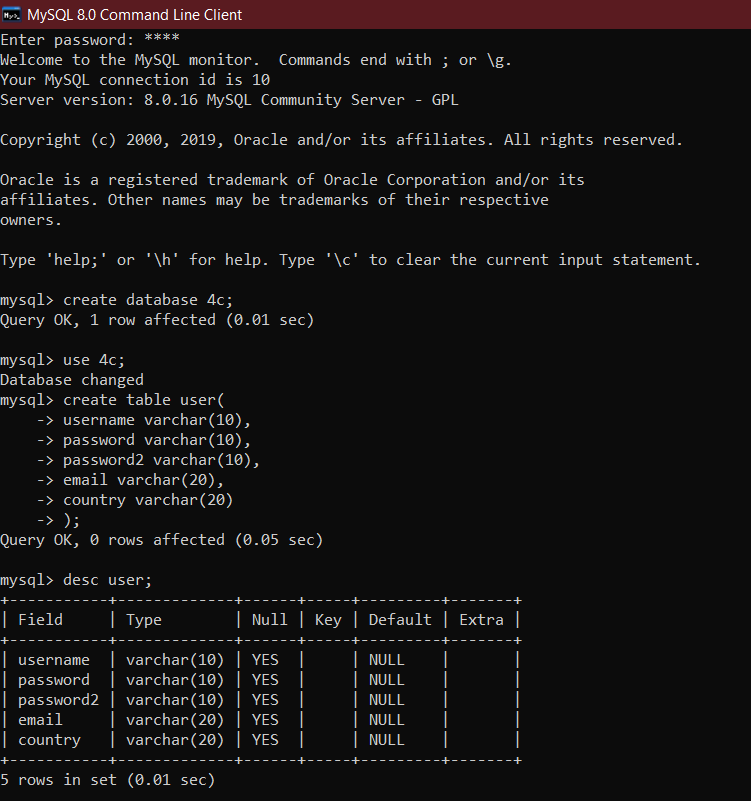 MySQL 8.0 Command Line Client
Enter password: ****
Welcome to the MySQL monitor.  Commands end with ; or \g.
Your MySQL connection id is 10
Server version: 8.0.16 MySQL Community Server - GPL

Copyright (c) 2000, 2019, Oracle and/or its affiliates. All rights reserved.

Oracle is a registered trademark of Oracle Corporation and/or its
affiliates. Other names may be trademarks of their respective
owners.

Type 'help;' or '\h' for help. Type '\c' to clear the current input statement.

mysql> create database 4c;
Query OK, 1 row affected (0.01 sec)

mysql> use 4c;
Database changed
mysql> create table user(
    -> username varchar(10),
    -> password varchar(10),
    -> password2 varchar(10),
    -> email varchar(20),
    -> country varchar(20)
    -> );
Query OK, 0 rows affected (0.05 sec)

mysql> desc user;
+-----------+-------------+------+-----+---------+-------+
| Field     | Type        | Null | Key | Default | Extra |
+-----------+-------------+------+-----+---------+-------+
| username  | varchar(10) | YES  |     | NULL    |       |
| password  | varchar(10) | YES  |     | NULL    |       |
| password2 | varchar(10) | YES  |     | NULL    |       |
| email     | varchar(20) | YES  |     | NULL    |       |
| country   | varchar(20) | YES  |     | NULL    |       |
+-----------+-------------+------+-----+---------+-------+
5 rows in set (0.01 sec)